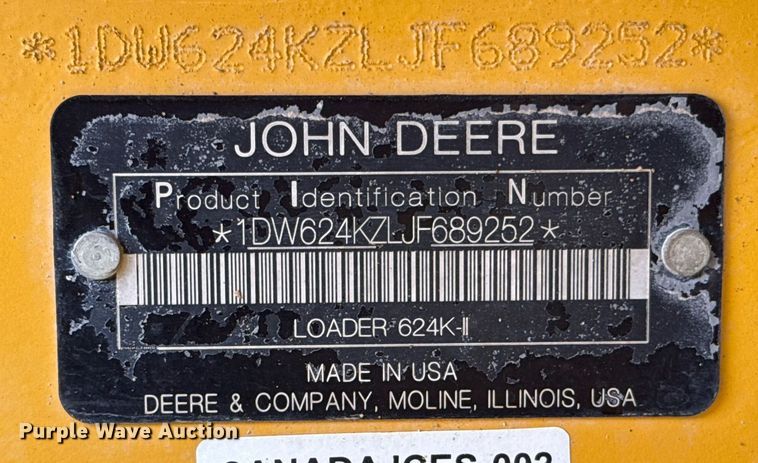 *1DW624KZLJF689252*
JOHN DEERE
Product Identification Number
*1DW624KZLJF689252*
LOADER 624K-II
MADE IN USA
DEERE & COMPANY, MOLINE, ILLINOIS, USA
Purple Wave Auction